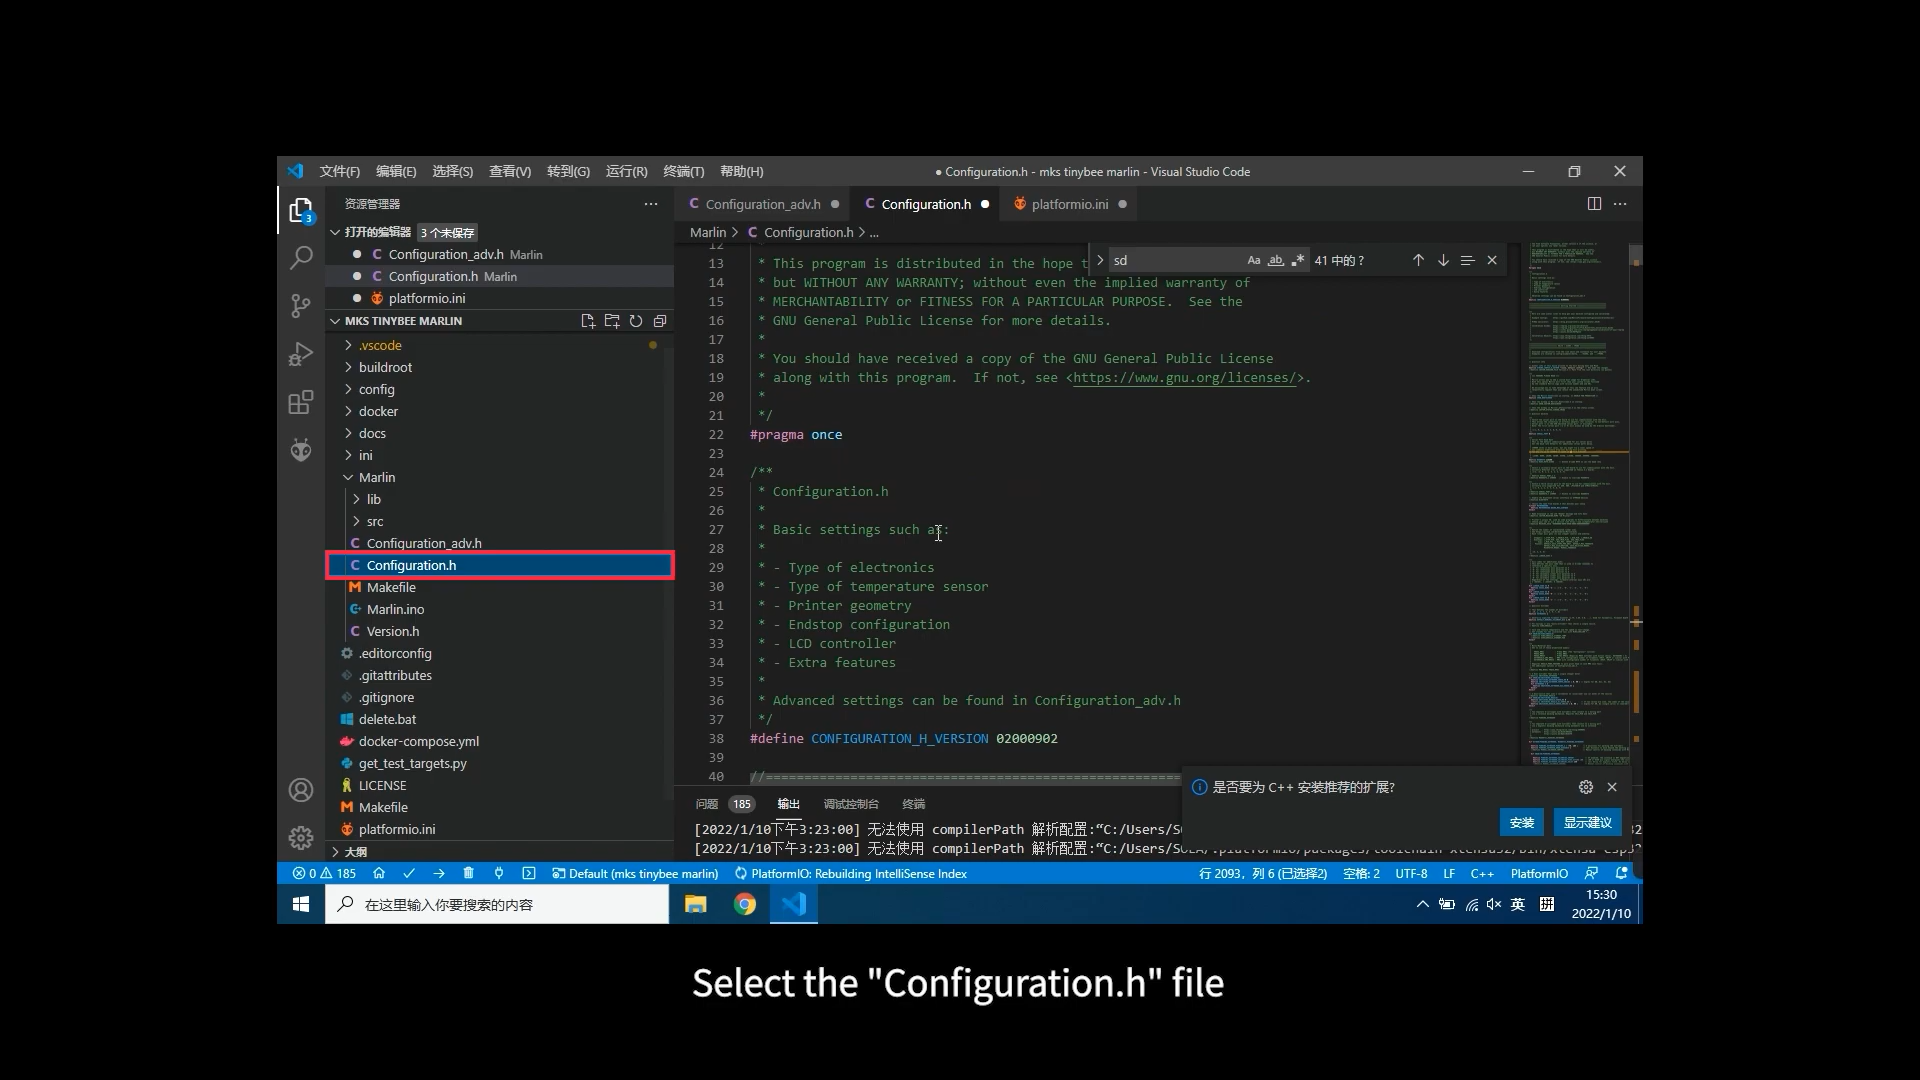 文件(F) 编辑(E) 选择(S) 查看(V) 转到(G) 运行(R) 终端(T) 帮助(H)
● Configuration.h - mks tinybee marlin - Visual Studio Code
资源管理器
3
打开的编辑器 3 个未保存
Configuration_adv.h Marlin
Configuration.h Marlin
platformio.ini
MKS TINYBEE MARLIN
.vscode
buildroot
config
docker
docs
ini
Marlin
lib
src
Configuration_adv.h
Configuration.h
Makefile
Marlin.ino
Version.h
.editorconfig
.gitattributes
.gitignore
delete.bat
docker-compose.yml
get_test_targets.py
LICENSE
Makefile
platformio.ini
大纲
Configuration_adv.h
Configuration.h
platformio.ini
Marlin > Configuration.h > ...
sd
Aa ab 41 中的 ?
12
13 * This program is distributed in the hope t
14 * but WITHOUT ANY WARRANTY; without even the implied warranty of
15 * MERCHANTABILITY or FITNESS FOR A PARTICULAR PURPOSE.  See the
16 * GNU General Public License for more details.
17 *
18 * You should have received a copy of the GNU General Public License
19 * along with this program.  If not, see <https://www.gnu.org/licenses/>.
20 *
21 */
22 #pragma once
23
24 /**
25 * Configuration.h
26 *
27 * Basic settings such as:
28 *
29 * - Type of electronics
30 * - Type of temperature sensor
31 * - Printer geometry
32 * - Endstop configuration
33 * - LCD controller
34 * - Extra features
35 *
36 * Advanced settings can be found in Configuration_adv.h
37 */
38 #define CONFIGURATION_H_VERSION 02000902
39
40 //======================================================
问题 185 输出 调试控制台 终端
[2022/1/10下午3:23:00] 无法使用 compilerPath 解析配置:“C:/Users/S
[2022/1/10下午3:23:00] 无法使用 compilerPath 解析配置:“C:/Users/SOLA/.platformio/packages/toolchain-xtensa32/bin/xtensa-esp32
是否要为 C++ 安装推荐的扩展?
安装 显示建议
0 185 Default (mks tinybee marlin) PlatformIO: Rebuilding IntelliSense Index
行 2093，列 6 (已选择2) 空格: 2 UTF-8 LF C++ PlatformIO
在这里输入你要搜索的内容
英 拼
15:30
2022/1/10
Select the "Configuration.h" file